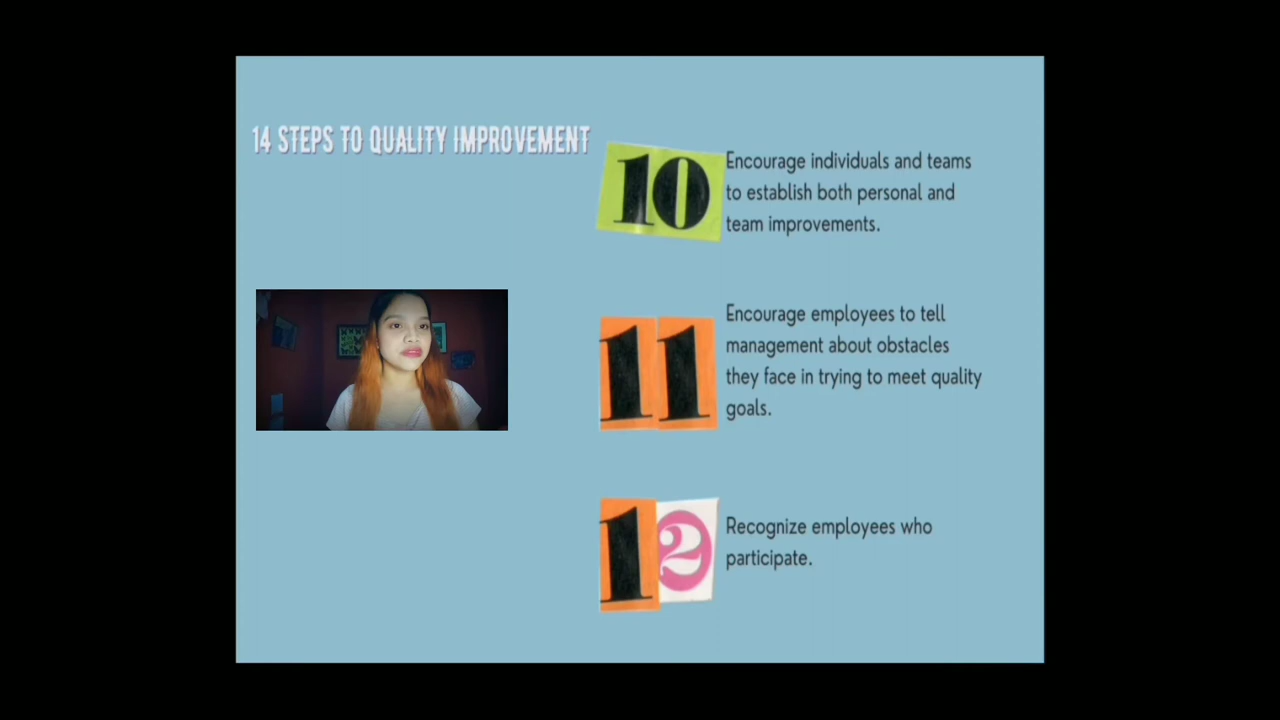 14 STEPS TO QUALITY IMPROVEMENT
10
Encourage individuals and teams
to establish both personal and
team improvements.
11
Encourage employees to tell
management about obstacles
they face in trying to meet quality
goals.
12
Recognize employees who
participate.